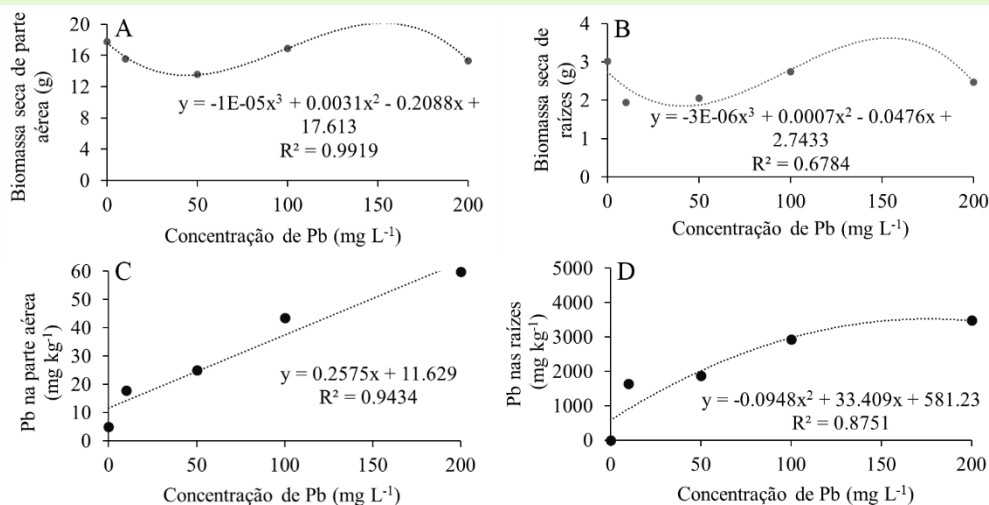 A
Biomassa seca de parte
aérea (g)
20
16
12
8
4
0
y = -1E-05x³ + 0.0031x² - 0.2088x +
17.613
R² = 0.9919
0 50 100 150 200
Concentração de Pb (mg L⁻¹)
B
Biomassa seca de
raízes (g)
4
3
2
1
0
y = -3E-06x³ + 0.0007x² - 0.0476x +
2.7433
R² = 0.6784
0 50 100 150 200
Concentração de Pb (mg L⁻¹)
C
Pb na parte aérea
(mg kg⁻¹)
60
50
40
30
20
10
0
y = 0.2575x + 11.629
R² = 0.9434
0 50 100 150 200
Concentração de Pb (mg L⁻¹)
D
Pb nas raízes
(mg kg⁻¹)
5000
4000
3000
2000
1000
0
y = -0.0948x² + 33.409x + 581.23
R² = 0.8751
0 50 100 150 200
Concentração de Pb (mg L⁻¹)